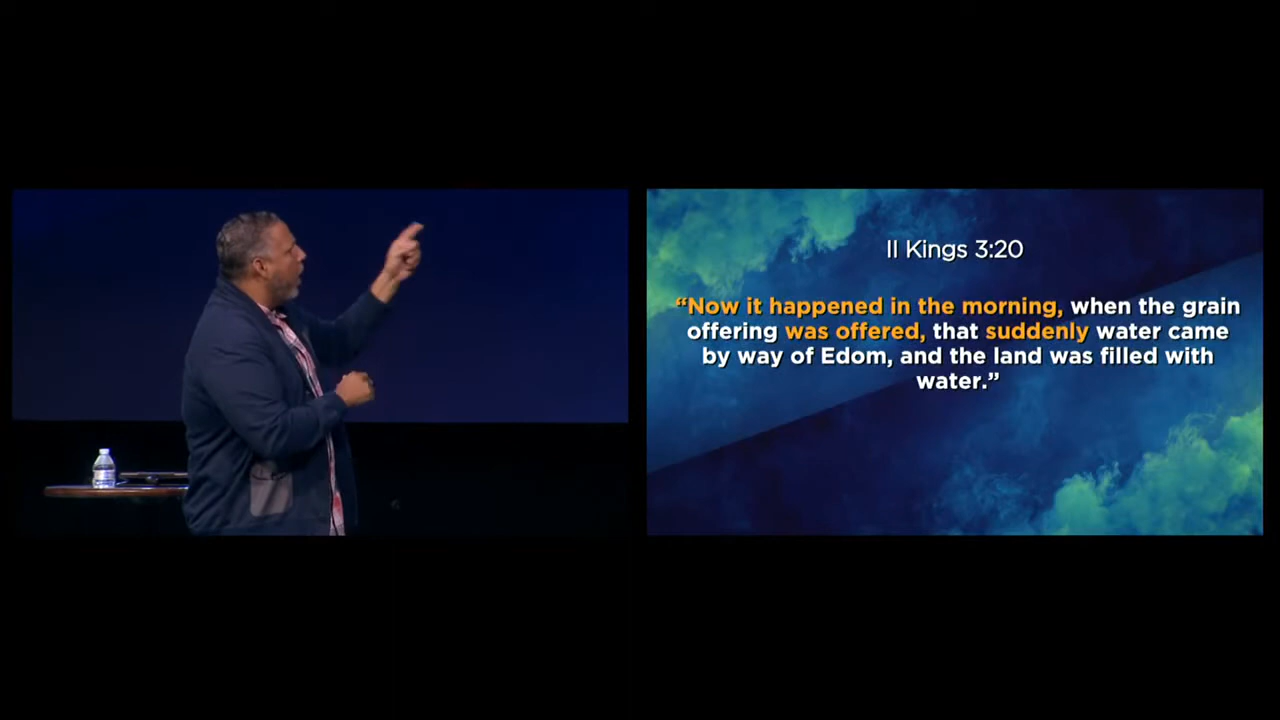 II Kings 3:20
“Now it happened in the morning, when the grain
offering was offered, that suddenly water came
by way of Edom, and the land was filled with
water.”